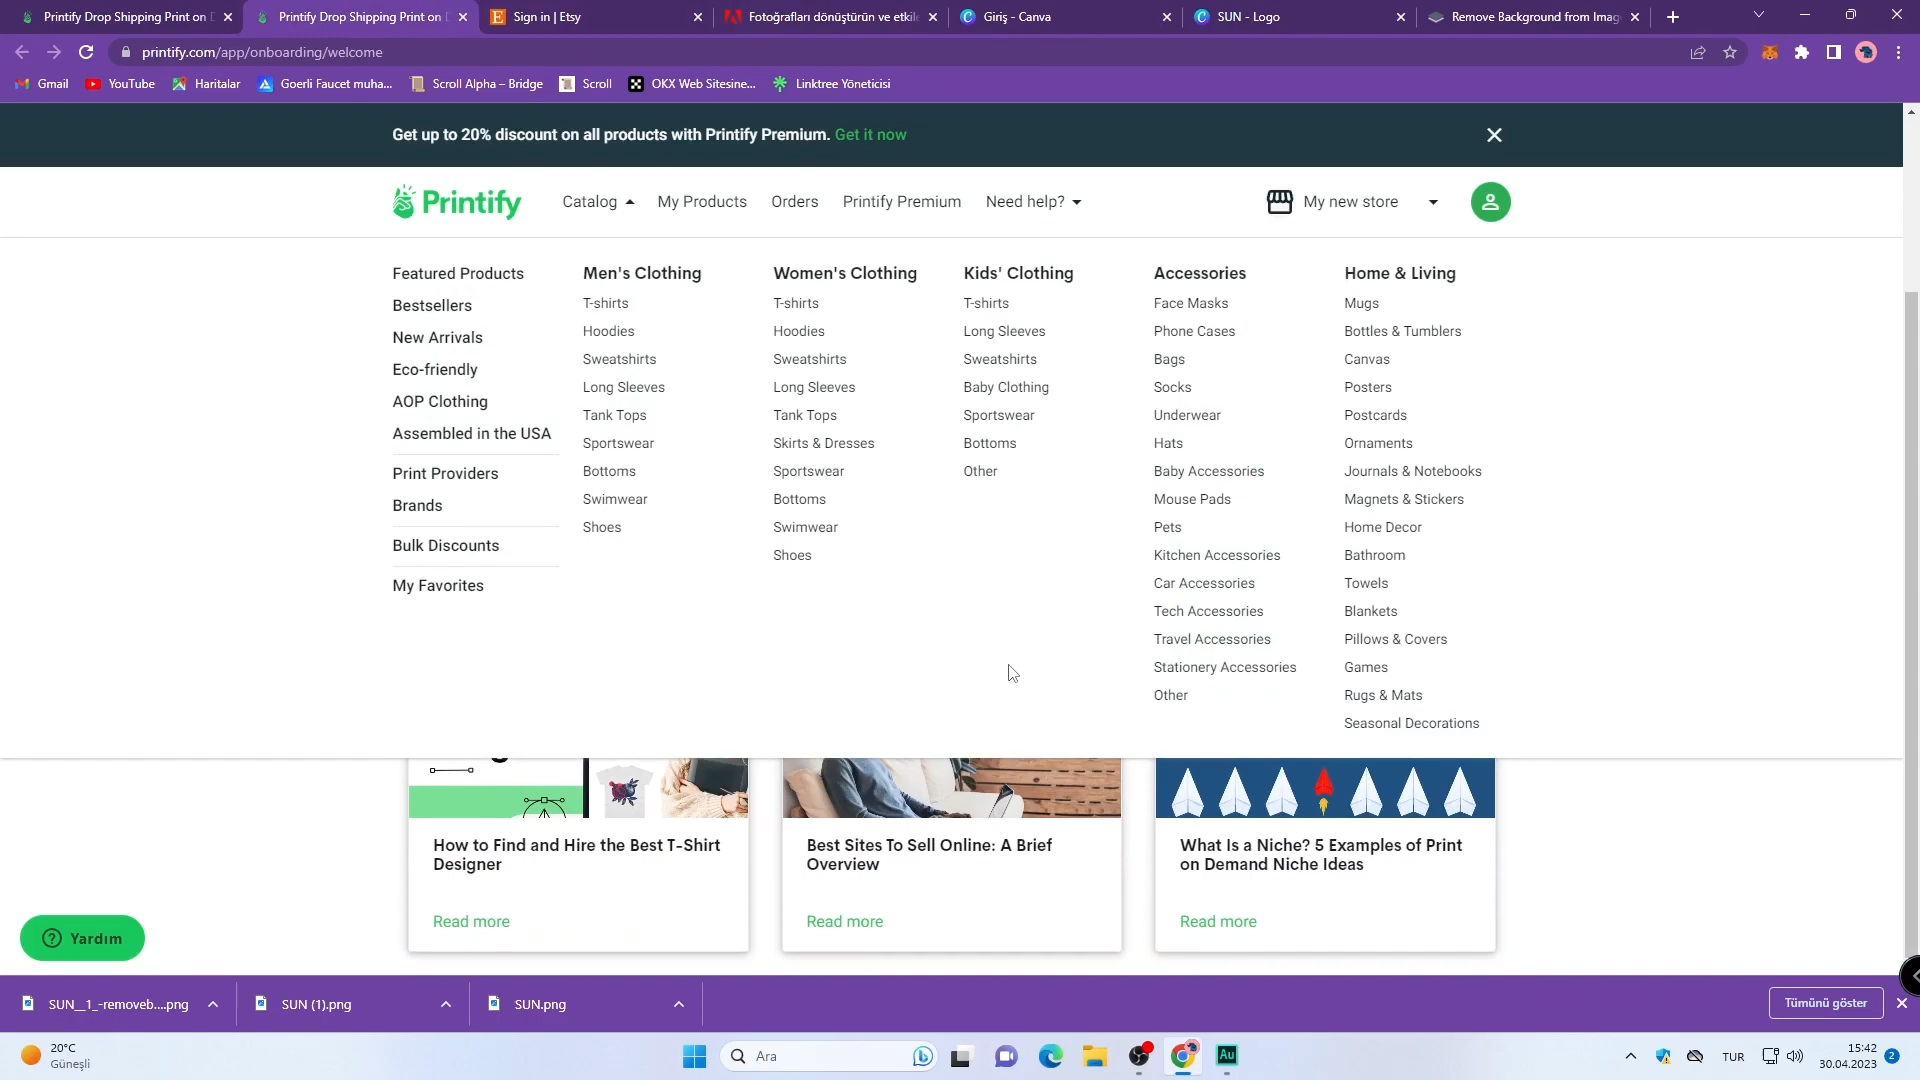 Printify Drop Shipping Print on D
Printify Drop Shipping Print on D
Sign in | Etsy
Fotoğrafları dönüştürün ve etkile
Giriş - Canva
SUN - Logo
Remove Background from Imag
printify.com/app/onboarding/welcome
Gmail
YouTube
Haritalar
Goerli Faucet muha...
Scroll Alpha – Bridge
Scroll
OKX Web Sitesine...
Linktree Yöneticisi
Get up to 20% discount on all products with Printify Premium. Get it now
Printify
Catalog
My Products
Orders
Printify Premium
Need help?
My new store
Featured Products
Bestsellers
New Arrivals
Eco-friendly
AOP Clothing
Assembled in the USA
Print Providers
Brands
Bulk Discounts
My Favorites
Men's Clothing
T-shirts
Hoodies
Sweatshirts
Long Sleeves
Tank Tops
Sportswear
Bottoms
Swimwear
Shoes
Women's Clothing
T-shirts
Hoodies
Sweatshirts
Long Sleeves
Tank Tops
Skirts & Dresses
Sportswear
Bottoms
Swimwear
Shoes
Kids' Clothing
T-shirts
Long Sleeves
Sweatshirts
Baby Clothing
Sportswear
Bottoms
Other
Accessories
Face Masks
Phone Cases
Bags
Socks
Underwear
Hats
Baby Accessories
Mouse Pads
Pets
Kitchen Accessories
Car Accessories
Tech Accessories
Travel Accessories
Stationery Accessories
Other
Home & Living
Mugs
Bottles & Tumblers
Canvas
Posters
Postcards
Ornaments
Journals & Notebooks
Magnets & Stickers
Home Decor
Bathroom
Towels
Blankets
Pillows & Covers
Games
Rugs & Mats
Seasonal Decorations
How to Find and Hire the Best T-Shirt
Designer
Read more
Best Sites To Sell Online: A Brief
Overview
Read more
What Is a Niche? 5 Examples of Print
on Demand Niche Ideas
Read more
Yardım
SUN__1_-removeb....png
SUN (1).png
SUN.png
Tümünü göster
20°C
Güneşli
Ara
Au
TUR
15:42
30.04.2023
2